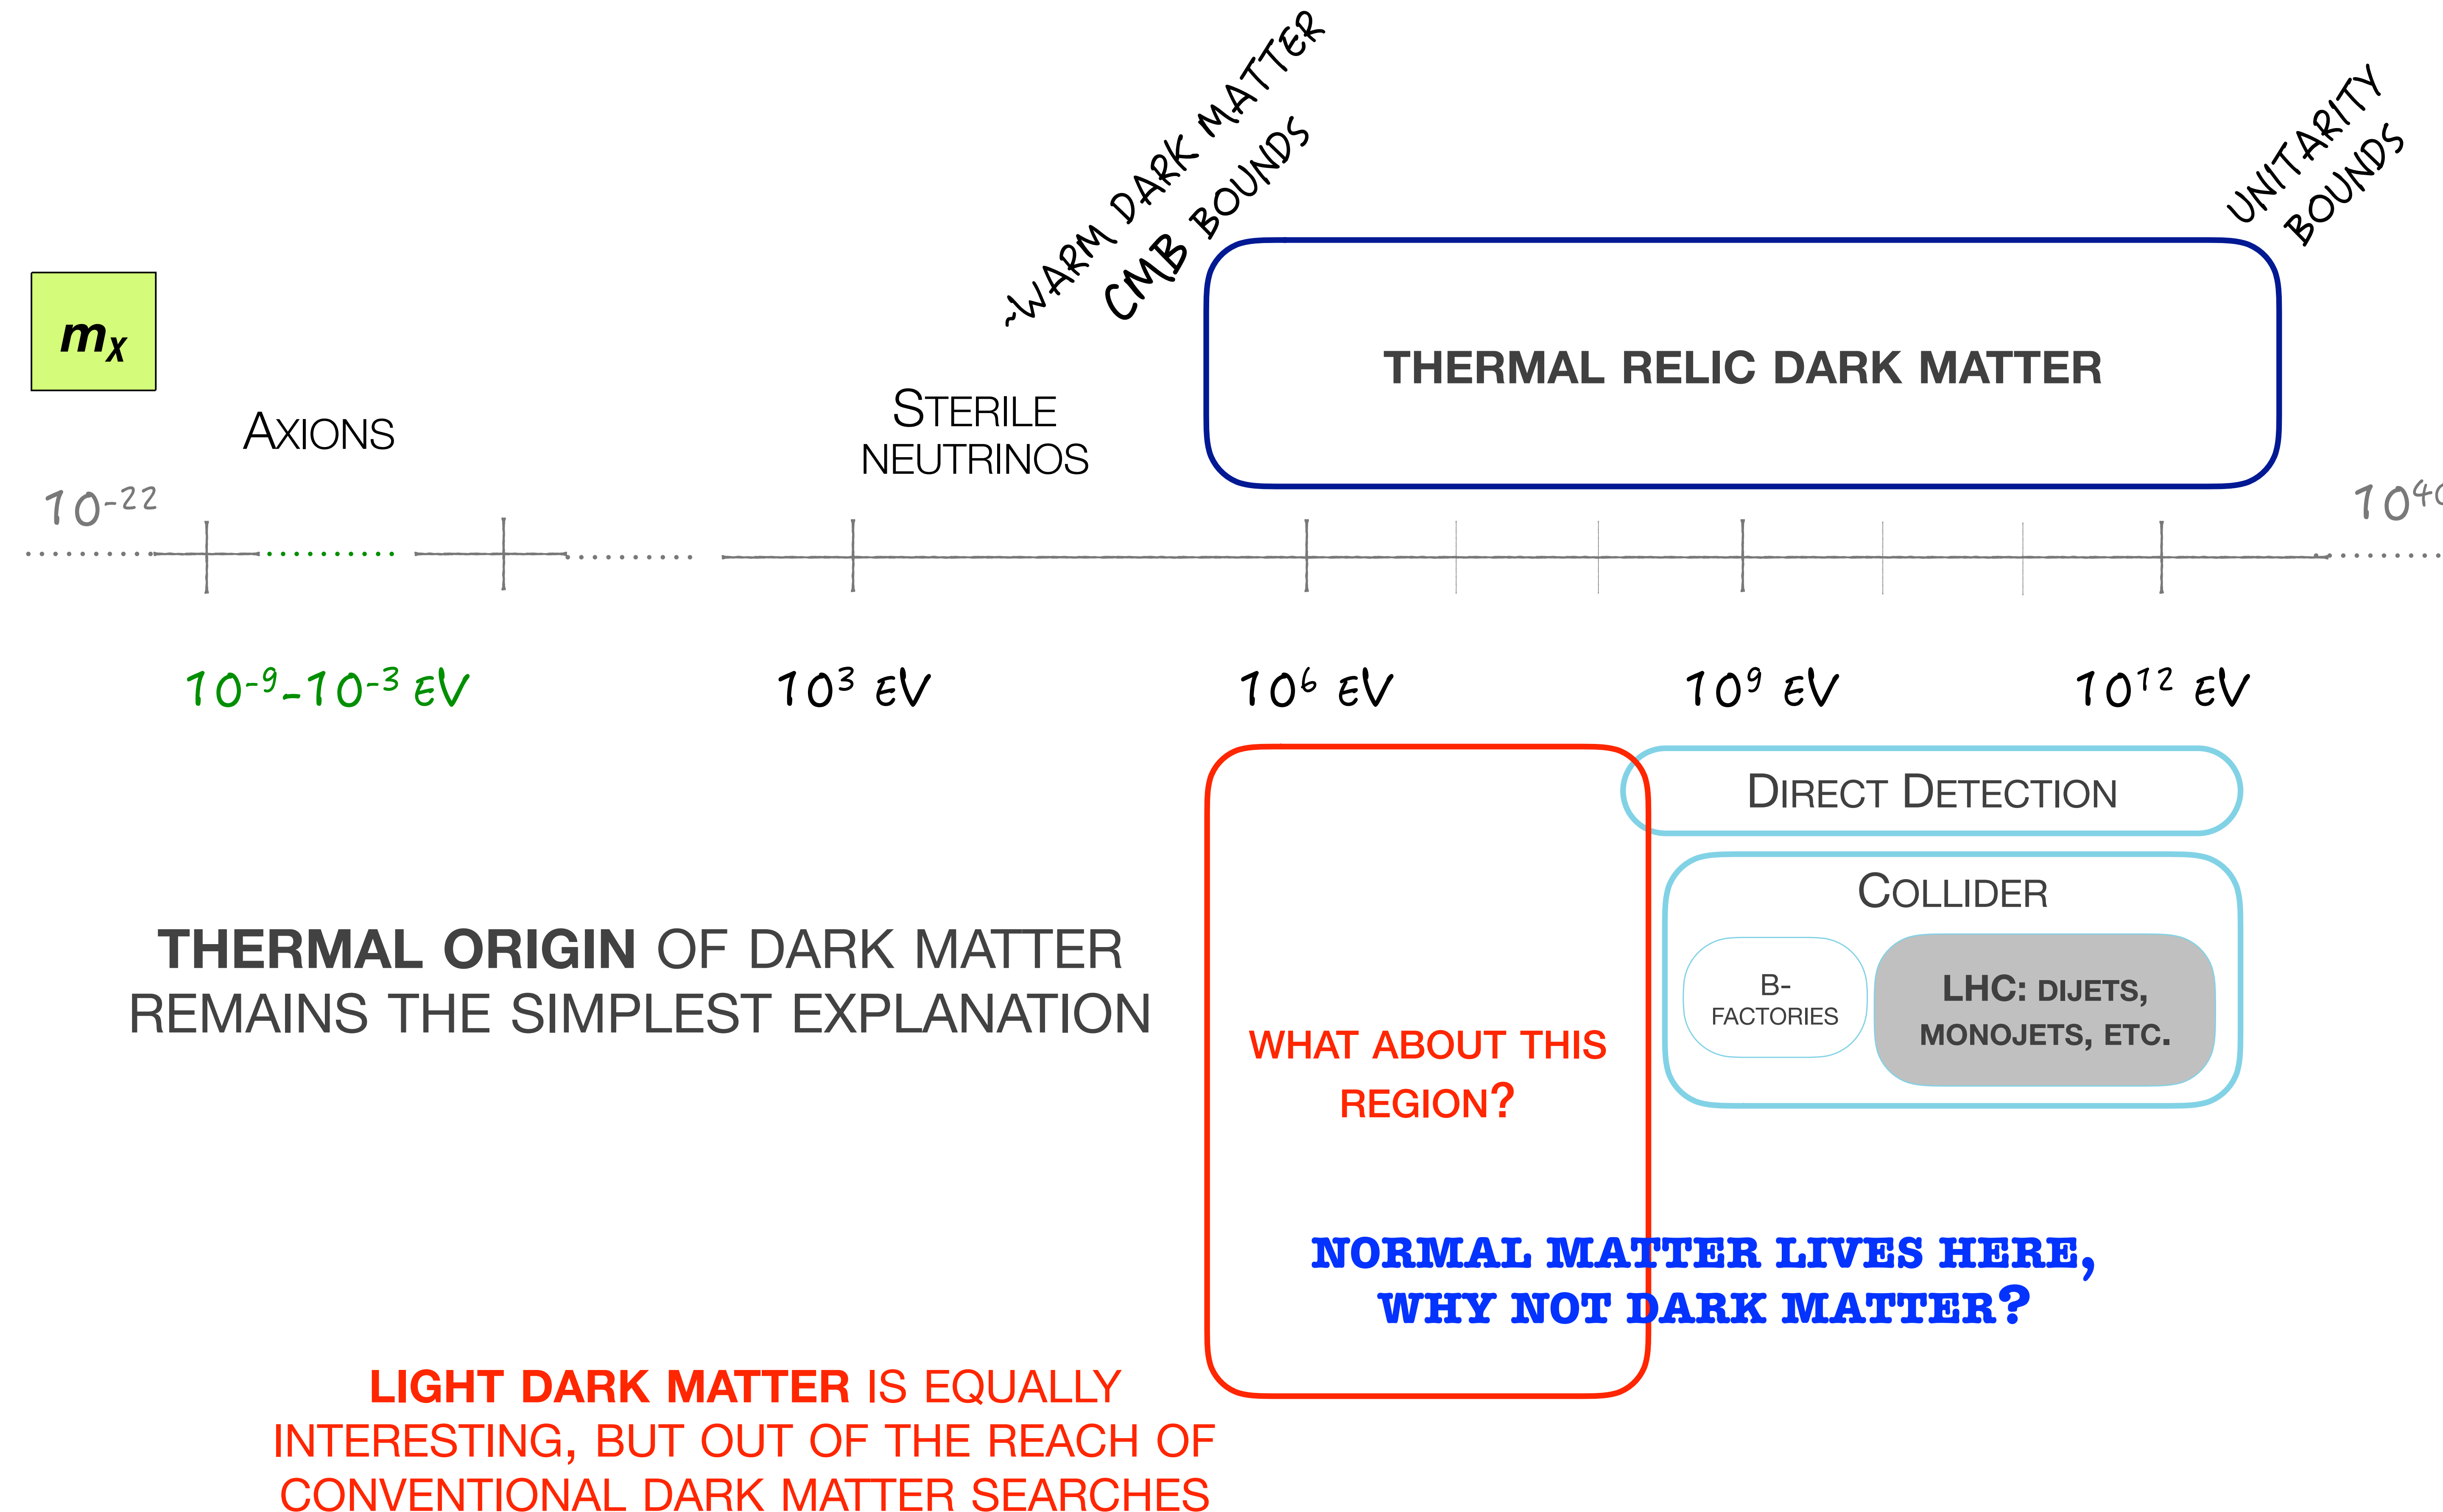 ~WARM DARK MATTER
CMB BOUNDS
UNITARITY
BOUNDS
mX
THERMAL RELIC DARK MATTER
AXIONS
STERILE
NEUTRINOS
10-22
1040
10-9-10-3 eV
103 eV
106 eV
109 eV
1012 eV
DIRECT DETECTION
COLLIDER
B-
FACTORIES
LHC: DIJETS,
MONOJETS, ETC.
THERMAL ORIGIN OF DARK MATTER
REMAINS THE SIMPLEST EXPLANATION
WHAT ABOUT THIS
REGION?
NORMAL MATTER LIVES HERE,
WHY NOT DARK MATTER?
LIGHT DARK MATTER IS EQUALLY
INTERESTING, BUT OUT OF THE REACH OF
CONVENTIONAL DARK MATTER SEARCHES